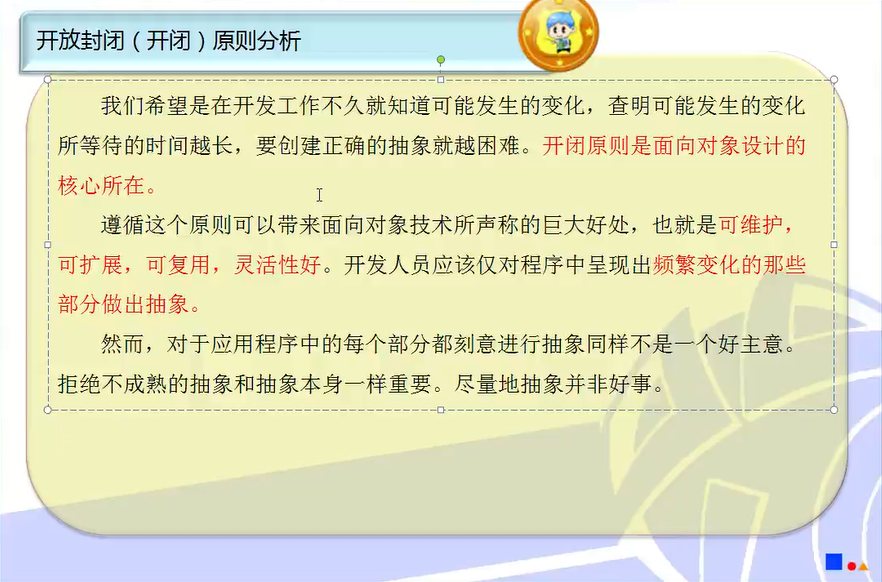 开放封闭（开闭）原则分析
我们希望是在开发工作不久就知道可能发生的变化，查明可能发生的变化
所等待的时间越长，要创建正确的抽象就越困难。开闭原则是面向对象设计的
核心所在。
遵循这个原则可以带来面向对象技术所声称的巨大好处，也就是可维护，
可扩展，可复用，灵活性好。开发人员应该仅对程序中呈现出频繁变化的那些
部分做出抽象。
然而，对于应用程序中的每个部分都刻意进行抽象同样不是一个好主意。
拒绝不成熟的抽象和抽象本身一样重要。尽量地抽象并非好事。